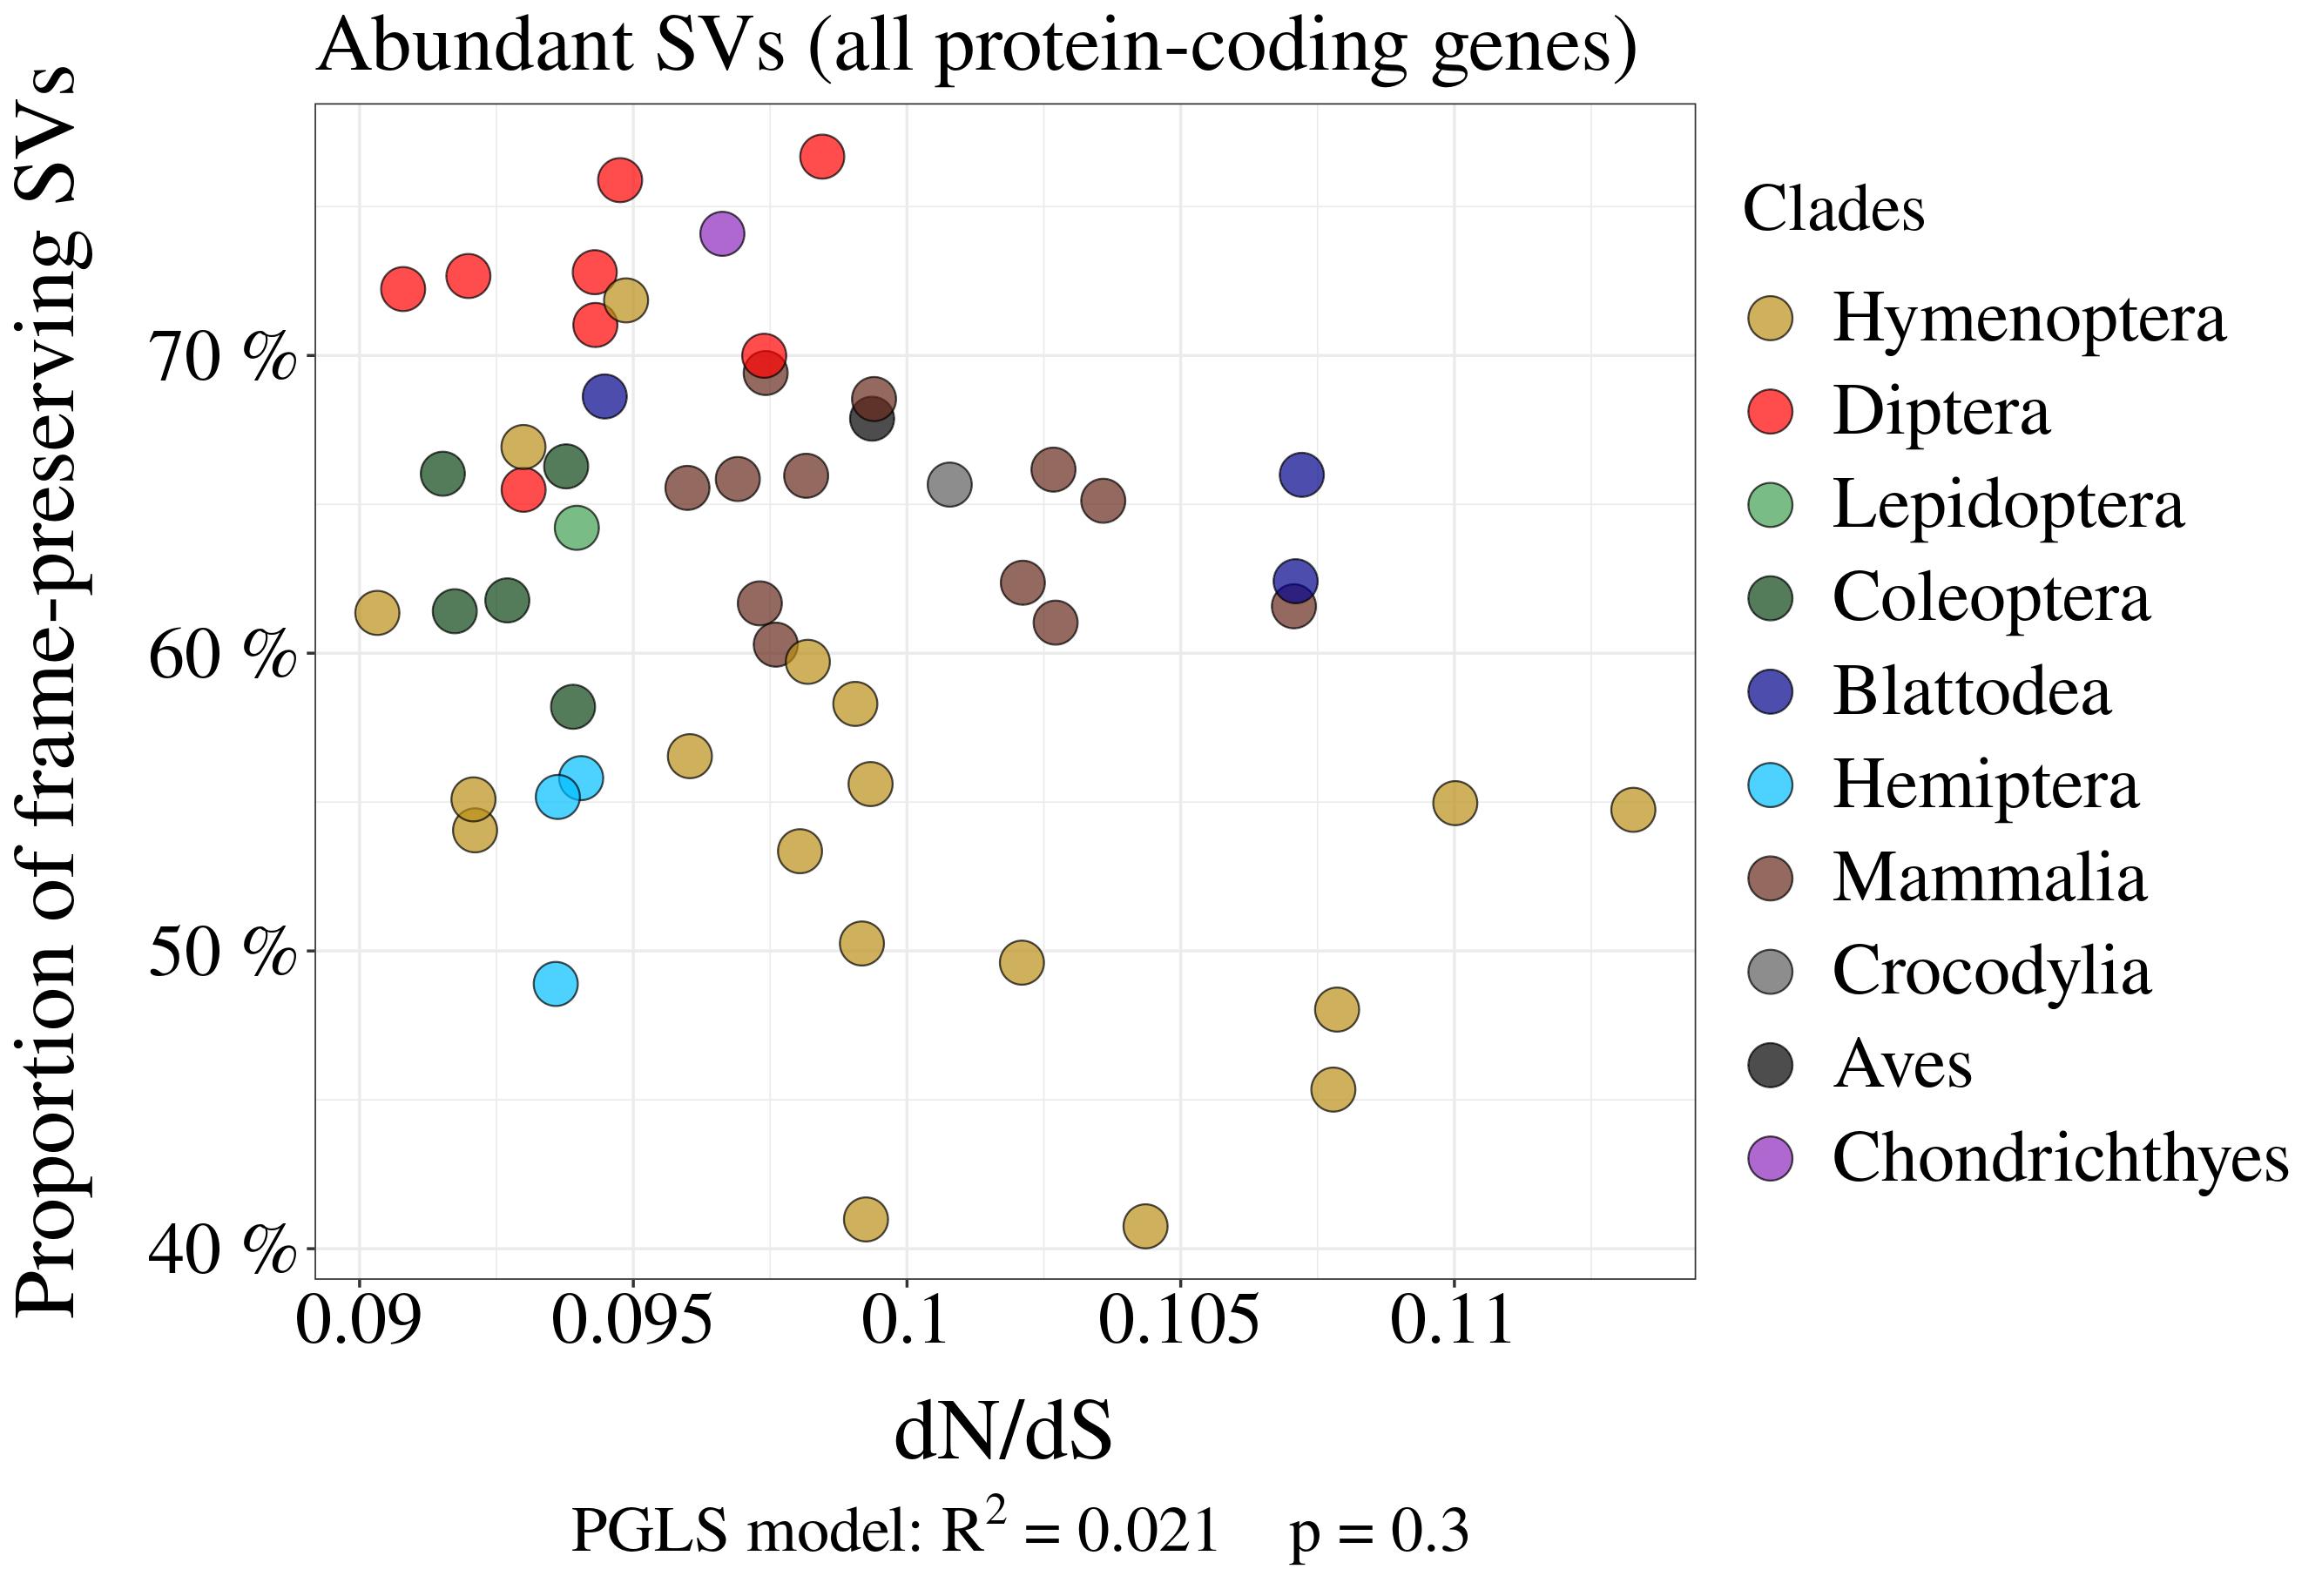 Abundant SVs (all protein-coding genes)
Proportion of frame-preserving SVs
70 %
60 %
50 %
40 %
0.09 0.095 0.1 0.105 0.11
dN/dS
PGLS model: R² = 0.021 p = 0.3
Clades
Hymenoptera
Diptera
Lepidoptera
Coleoptera
Blattodea
Hemiptera
Mammalia
Crocodylia
Aves
Chondrichthyes